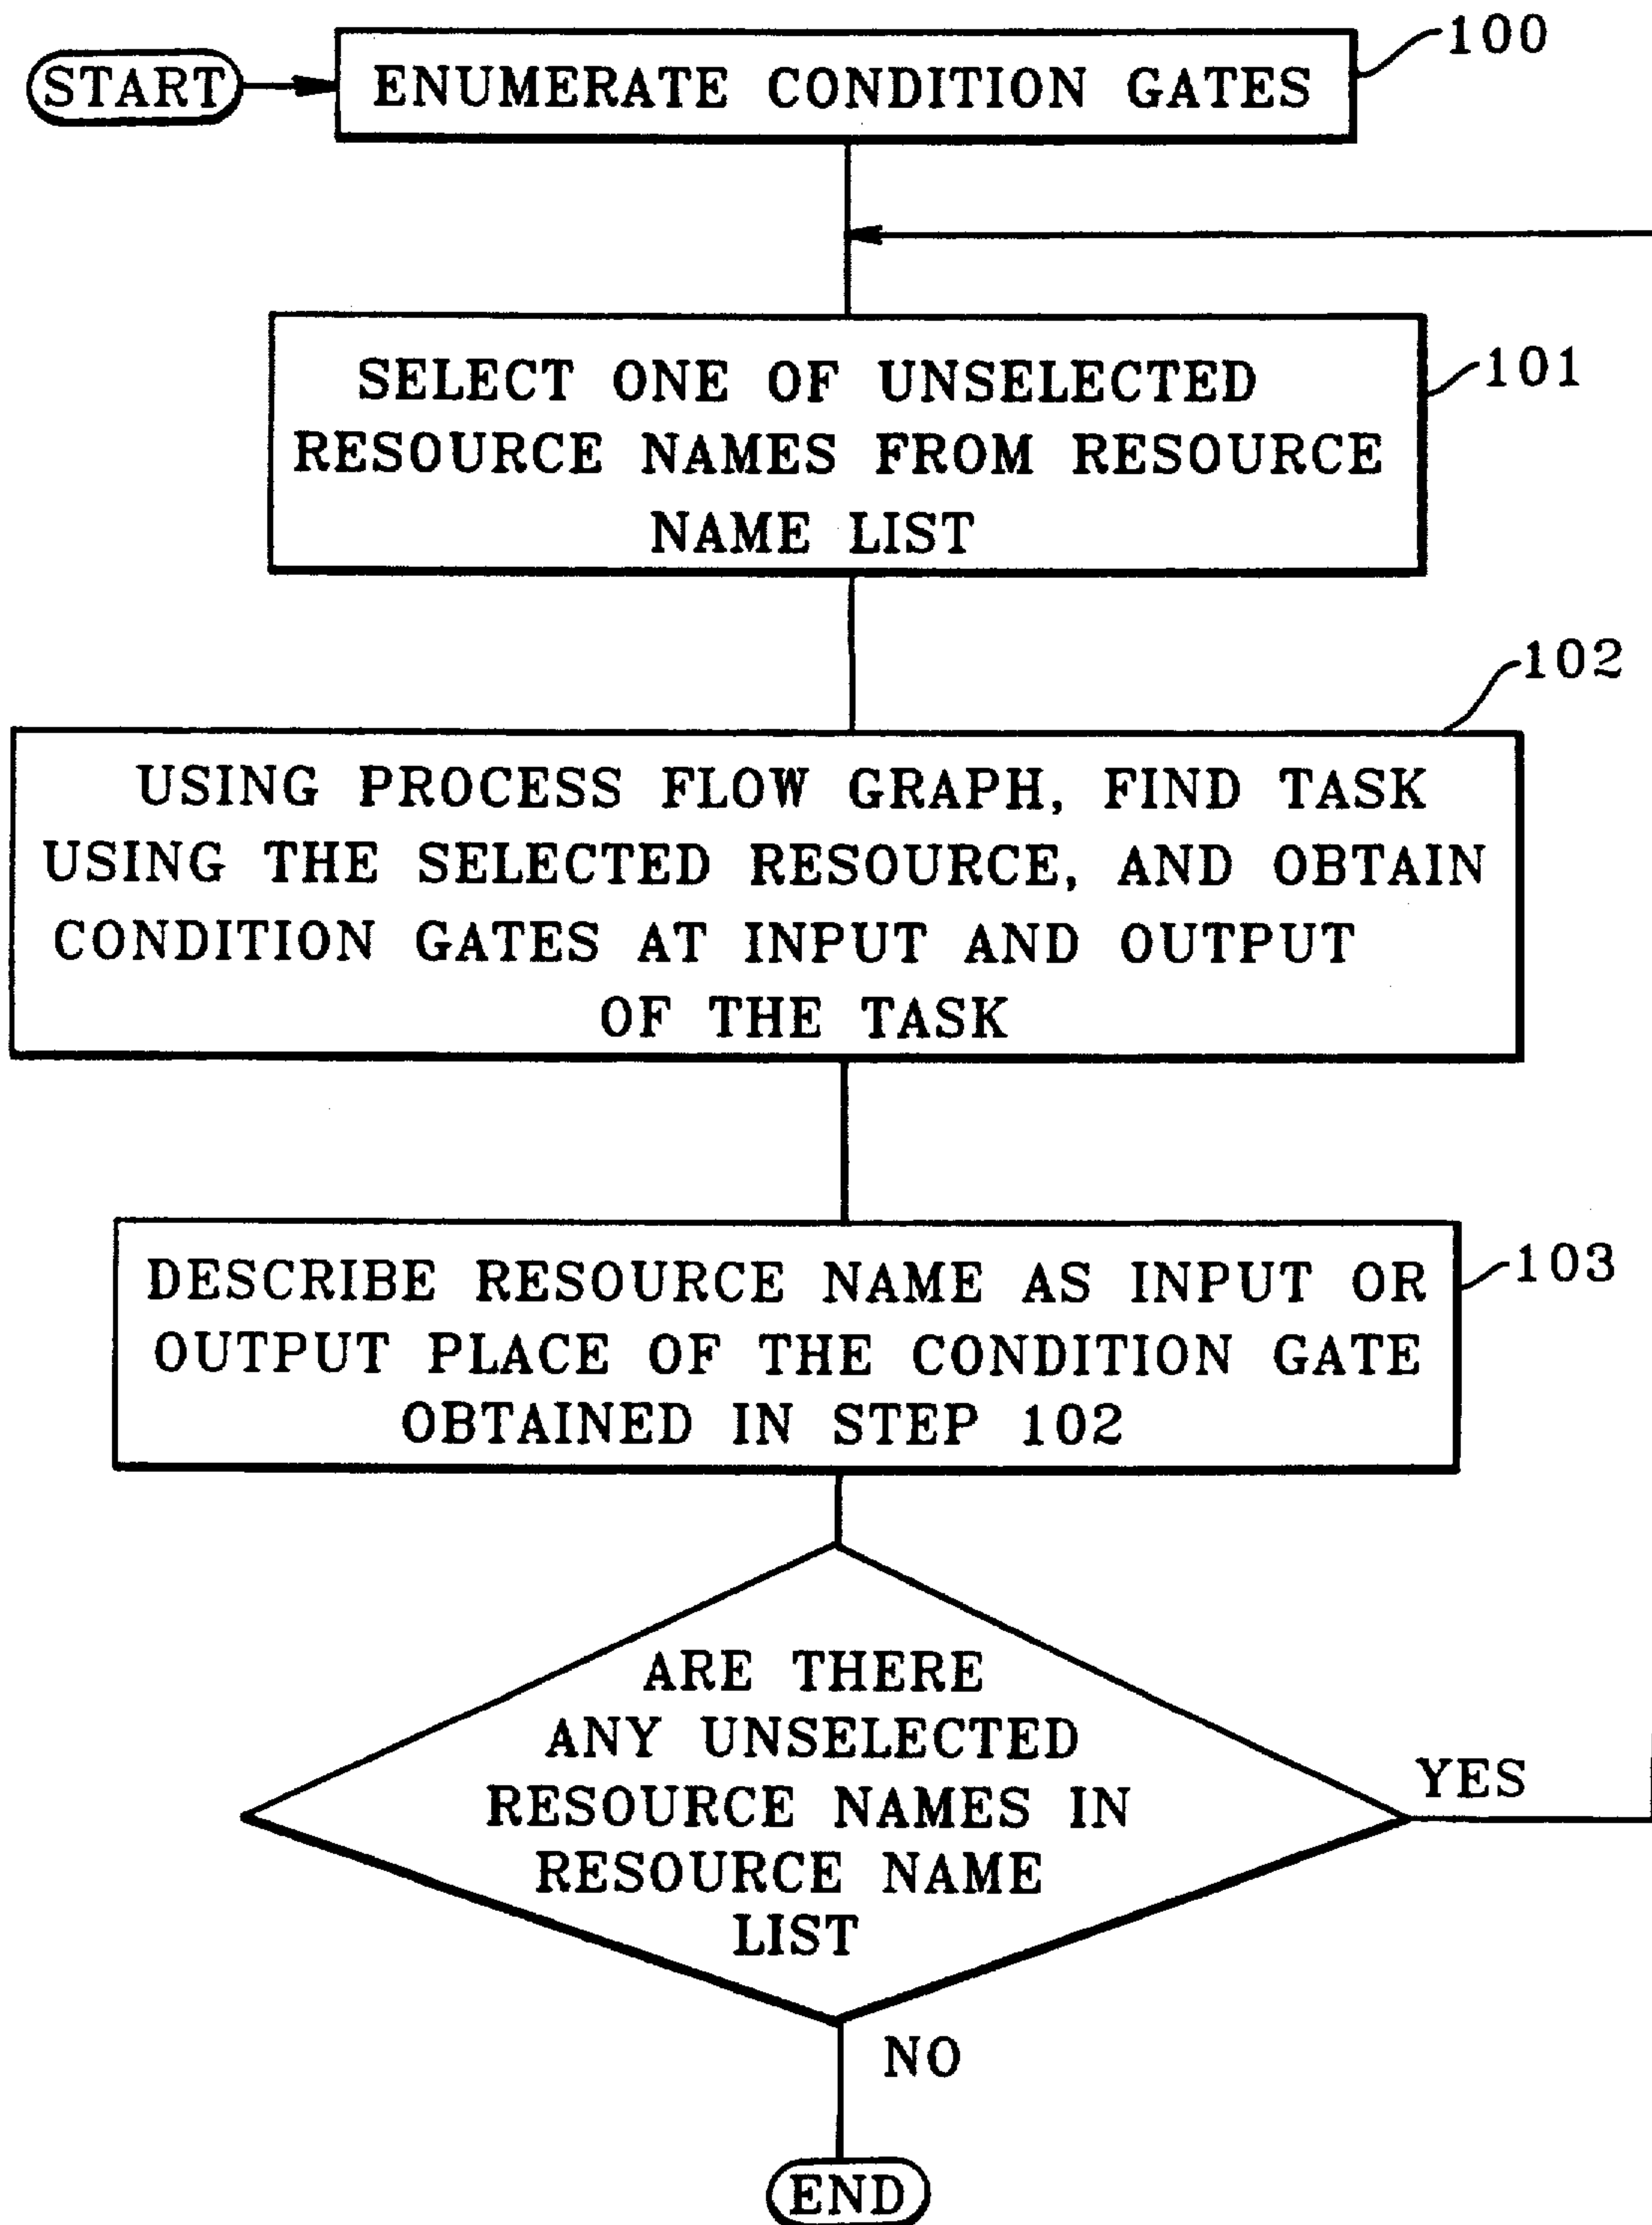 START
ENUMERATE CONDITION GATES
100
SELECT ONE OF UNSELECTED
RESOURCE NAMES FROM RESOURCE
NAME LIST
101
102
USING PROCESS FLOW GRAPH, FIND TASK
USING THE SELECTED RESOURCE, AND OBTAIN
CONDITION GATES AT INPUT AND OUTPUT
OF THE TASK
DESCRIBE RESOURCE NAME AS INPUT OR
OUTPUT PLACE OF THE CONDITION GATE
OBTAINED IN STEP 102
103
ARE THERE
ANY UNSELECTED
RESOURCE NAMES IN
RESOURCE NAME
LIST
YES
NO
END